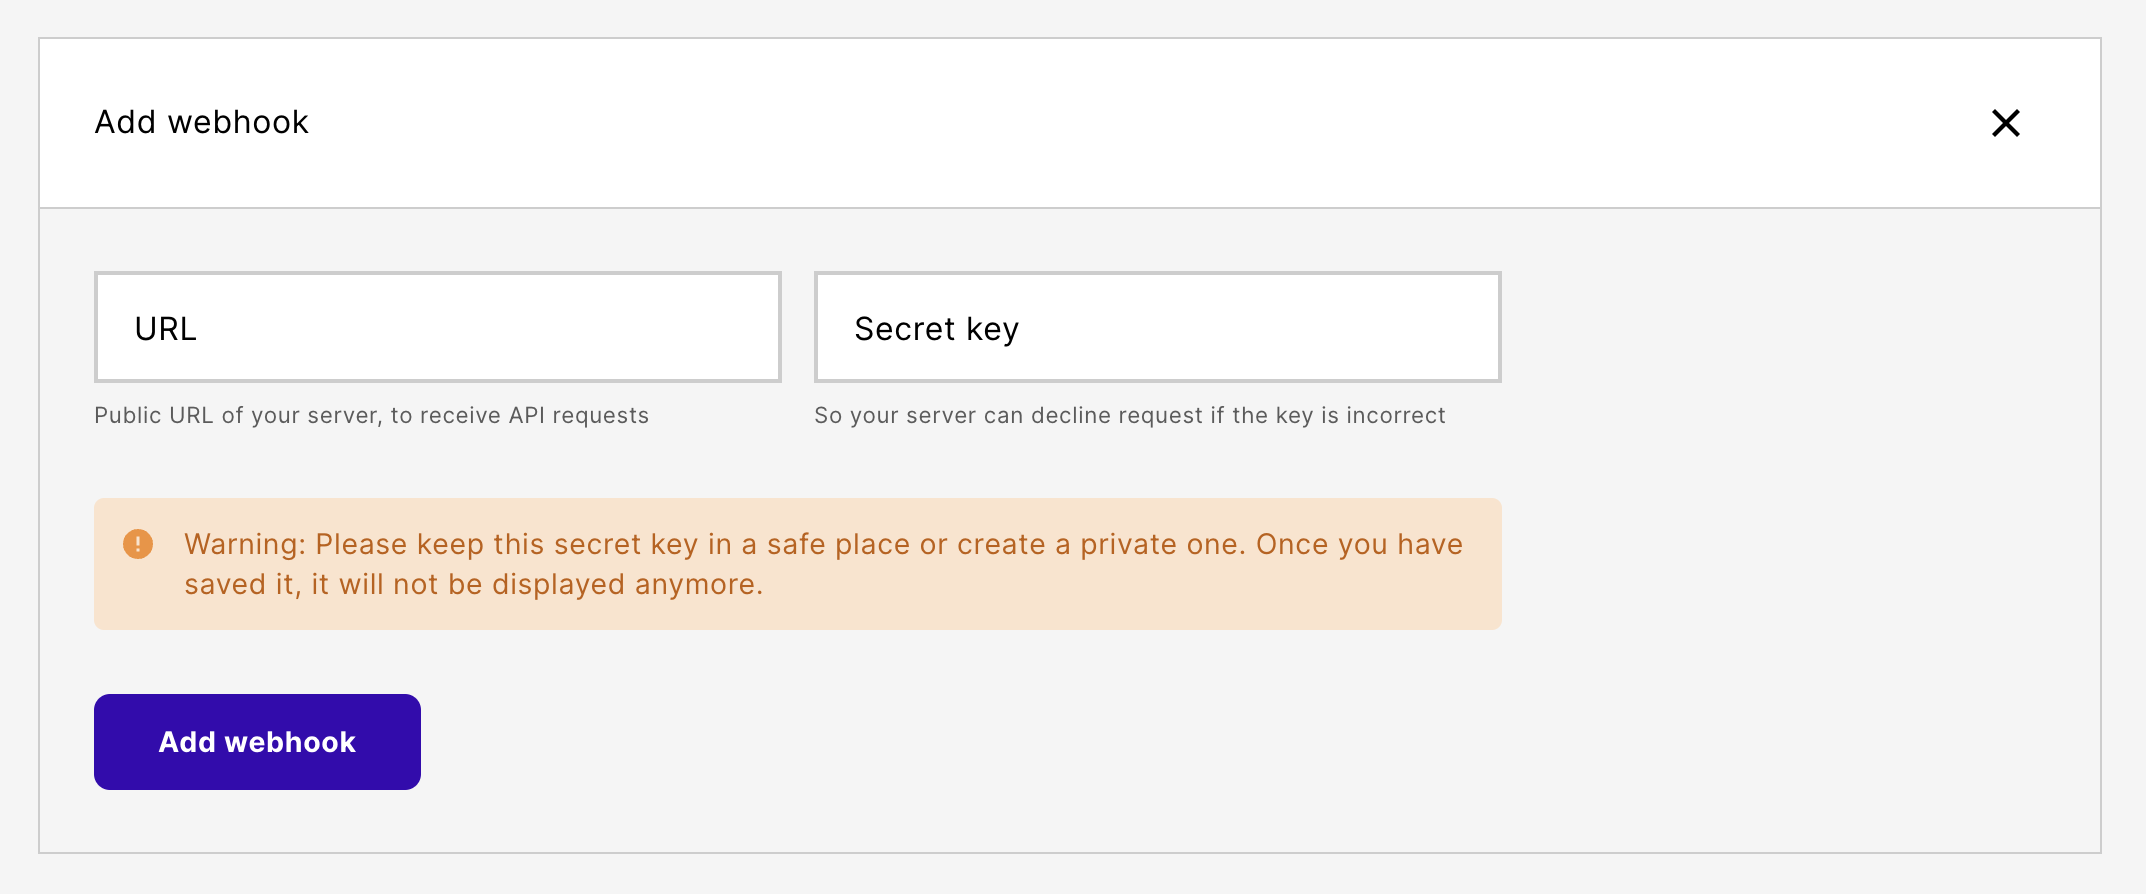 Add webhook
URL
Secret key
Public URL of your server, to receive API requests
So your server can decline request if the key is incorrect
Warning: Please keep this secret key in a safe place or create a private one. Once you have
saved it, it will not be displayed anymore.
Add webhook